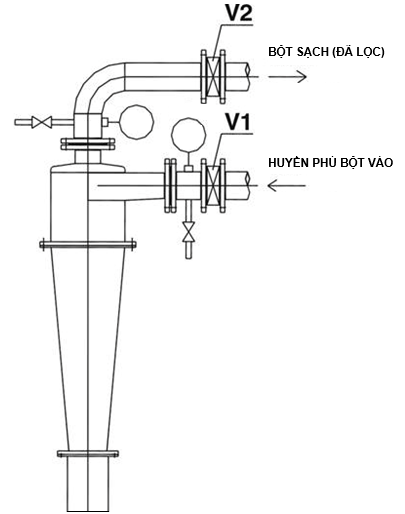 V2
BỘT SẠCH (ĐÃ LỌC)
V1
HUYỀN PHÙ BỘT VÀO